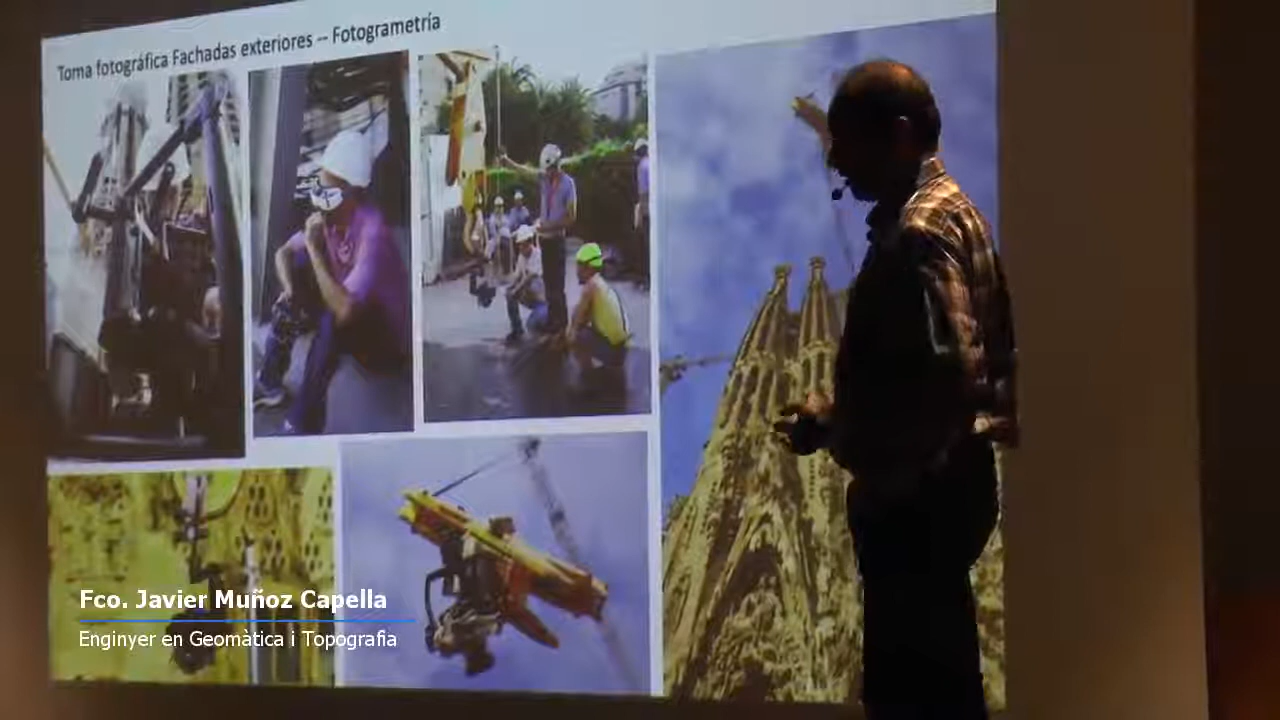 Toma fotográfica Fachadas exteriores – Fotogrametría
Fco. Javier Muñoz Capella
Enginyer en Geomàtica i Topografia